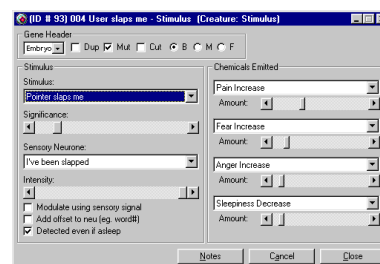 (ID # 93) 004 User slaps me - Stimulus (Creature: Stimulus)
Gene Header
Embryo Dup Mut Cut B M F
Stimulus
Stimulus:
Pointer slaps me
Significance:
Sensory Neurone:
I've been slapped
Intensity:
Modulate using sensory signal
Add offset to neu (eg. word#)
Detected even if asleep
Chemicals Emitted
Pain Increase
Amount:
Fear Increase
Amount:
Anger Increase
Amount:
Sleepiness Decrease
Amount:
Notes Cancel Close